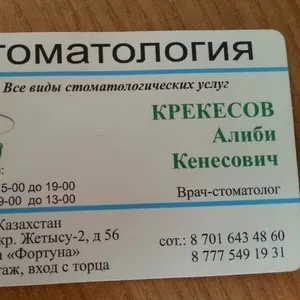 томатология
Все виды стоматологических услуг
КРЕКЕСОВ
Алиби
Кенесович
Врач-стоматолог
5-00 до 19-00
9-00 до 13-00
Казахстан
кр. Жетысу-2, д 56
а «Фортуна»
таж, вход с торца
сот.: 8 701 643 48 60
8 777 549 19 31